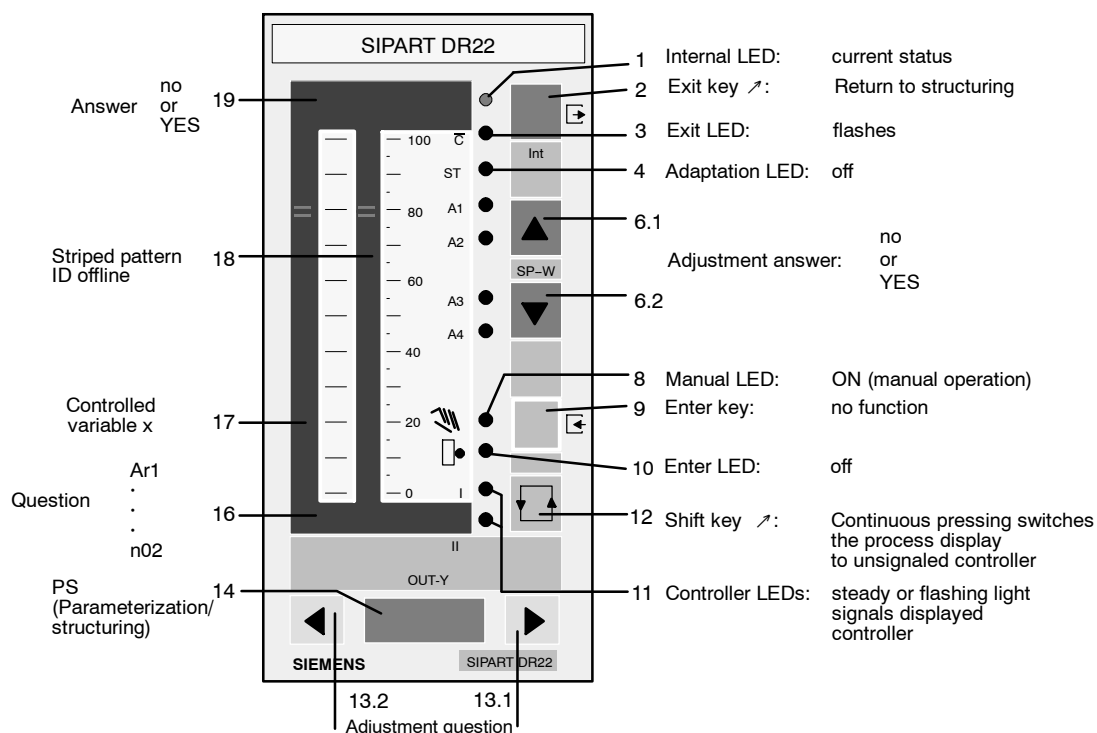 SIPART DR22
Answer
no
or
YES
19
Striped pattern
ID offline
18
Controlled
variable x
17
Question
Ar1
.
.
.
n02
16
PS
(Parameterization/
structuring)
14
100
80
60
40
20
0
C̅
ST
A1
A2
A3
A4
I
II
Int
SP–W
OUT-Y
SIEMENS
SIPART DR22
1 Internal LED: current status
2 Exit key ↗: Return to structuring
3 Exit LED: flashes
4 Adaptation LED: off
6.1
Adjustment answer:
no
or
YES
6.2
8 Manual LED: ON (manual operation)
9 Enter key: no function
10 Enter LED: off
12 Shift key ↗: Continuous pressing switches
the process display
to unsignaled controller
11 Controller LEDs: steady or flashing light
signals displayed
controller
13.2 13.1
Adjustment question